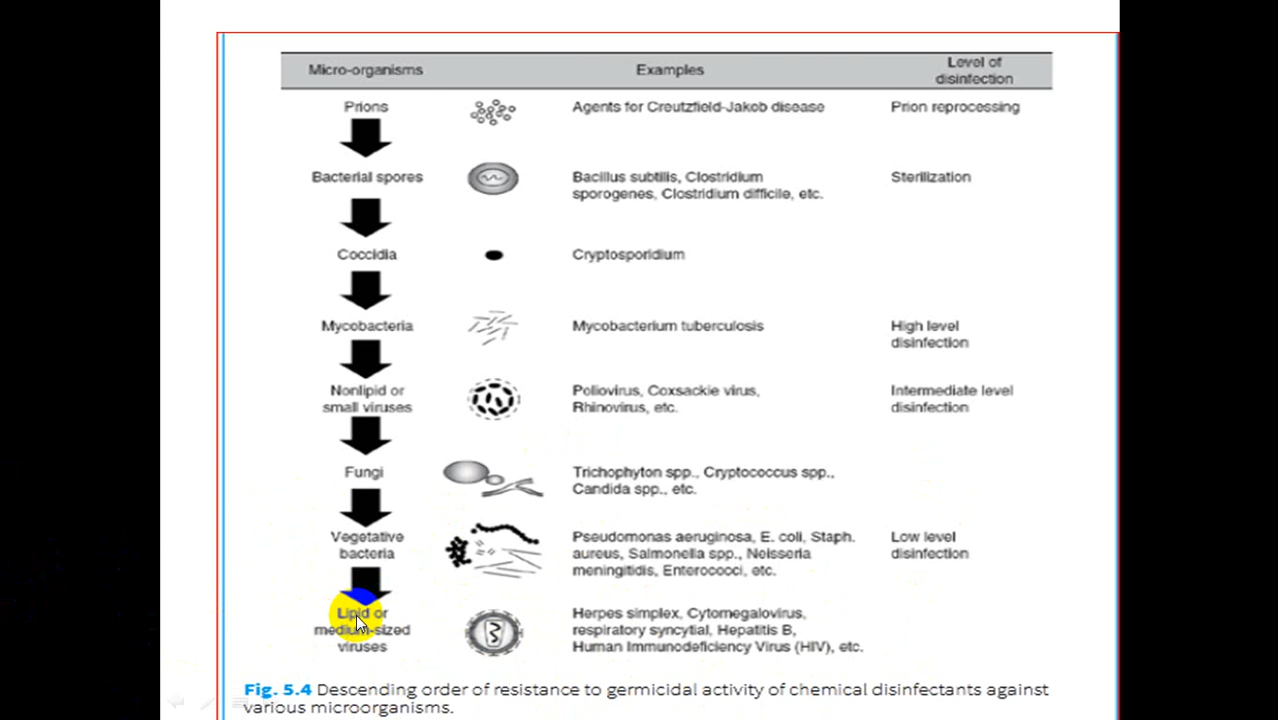 Micro-organisms Examples Level of disinfection
Prions Agents for Creutzfield-Jakob disease Prion reprocessing
Bacterial spores Bacillus subtilis, Clostridium Sterilization
sporogenes, Clostridium difficile, etc.
Coccidia Cryptosporidium
Mycobacteria Mycobacterium tuberculosis High level
disinfection
Nonlipid or Poliovirus, Coxsackie virus, Intermediate level
small viruses Rhinovirus, etc. disinfection
Fungi Trichophyton spp., Cryptococcus spp.,
Candida spp., etc.
Vegetative Pseudomonas aeruginosa, E. coli, Staph. Low level
bacteria aureus, Salmonella spp., Neisseria disinfection
meningitidis, Enterococci, etc.
Lipid or Herpes simplex, Cytomegalovirus,
medium-sized respiratory syncytial, Hepatitis B,
viruses Human Immunodeficiency Virus (HIV), etc.
Fig. 5.4 Descending order of resistance to germicidal activity of chemical disinfectants against
various microorganisms.